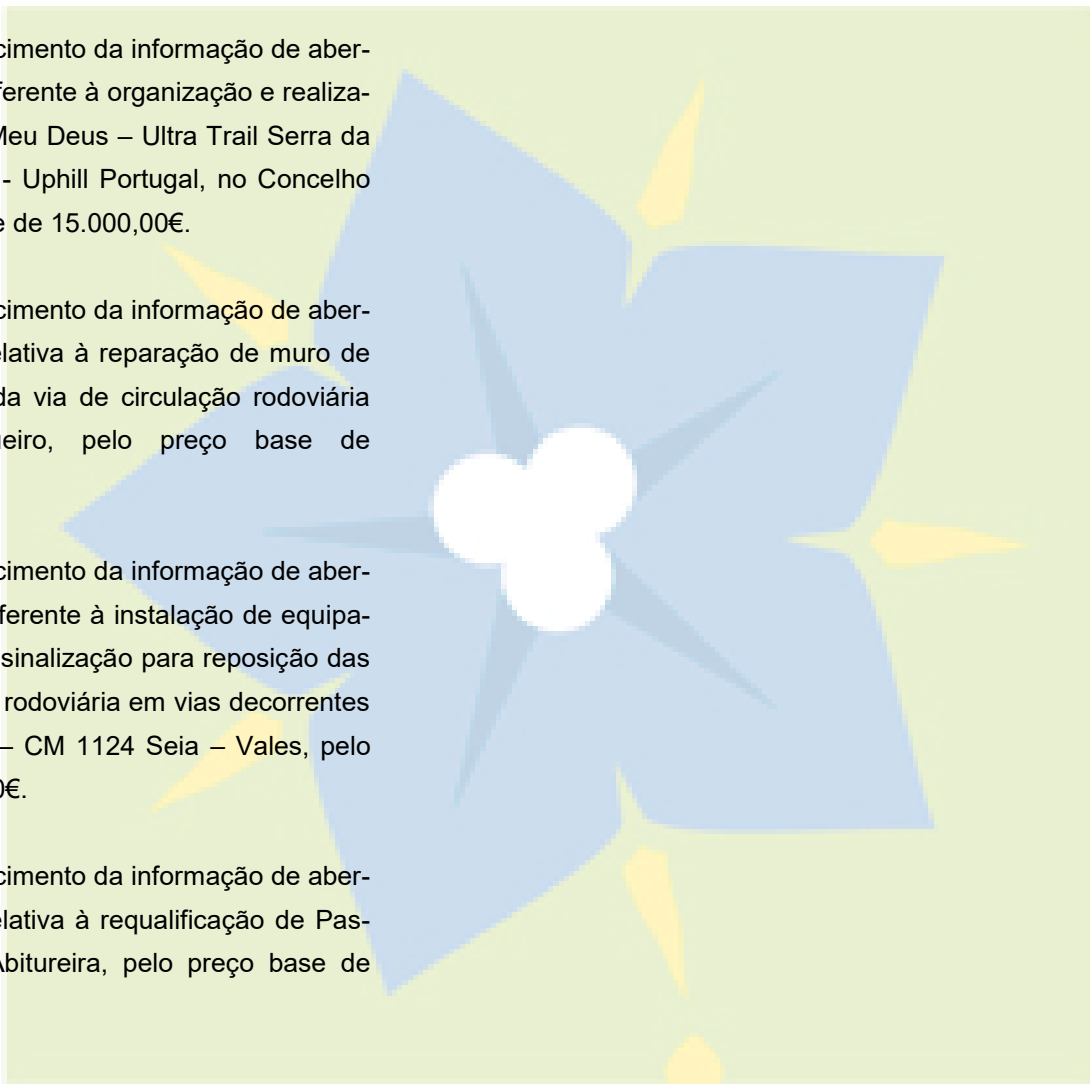 cimento da informação de aber-
ferente à organização e realiza-
Meu Deus – Ultra Trail Serra da
- Uphill Portugal, no Concelho
e de 15.000,00€.
cimento da informação de aber-
elativa à reparação de muro de
da via de circulação rodoviária
ueiro, pelo preço base de
cimento da informação de aber-
ferente à instalação de equipa-
sinalização para reposição das
rodoviária em vias decorrentes
– CM 1124 Seia – Vales, pelo
0€.
cimento da informação de aber-
elativa à requalificação de Pas-
Abitureira, pelo preço base de